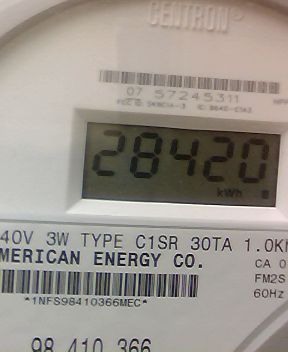 CENTRON®
07 57245311
28420
kWh
40V 3W TYPE C1SR 30TA 1.0K
MERICAN ENERGY CO.
CA 0
FM2S
60Hz
*1NFS98410366MEC*
98 410 366